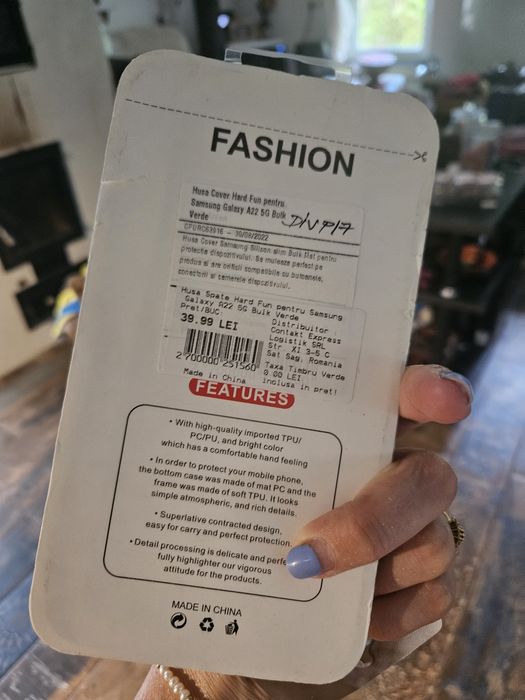 FASHION
Husa Cover Hard Fun pentru
Samsung Galaxy A22 5G Bulk
Verde
CPURC63916 - 30/08/2022
Husa Cover Samsung Silicon slim Bulk Mat pentru
protectia dispozitivului. Se muleaza perfect pe
produs si are orificii compatibile cu butoanele,
conectorii si camerele dispozitivului.
Husa Spate Hard Fun pentru Samsung
Galaxy A22 5G Bulk Verde
Pret/BUC.
39.99 LEI
Distribuitor
Contakt Express
Logistik SRL
Str XI 3-5 C
Sat Sag, Romania
Taxa Timbru Verde
0.00 LEI
inclusa in pret!
2 700000 251560
Made in China
FEATURES
• With high-quality imported TPU/
PC/PU, and bright color
which has a comfortable hand feeling
• In order to protect your mobile phone,
the bottom case was made of mat PC and the
frame was made of soft TPU. It looks
simple atmospheric, and rich details.
• Superlative contracted design,
easy for carry and perfect protection.
• Detail processing is delicate and
fully highlighter our vigorous
attitude for the products.
MADE IN CHINA